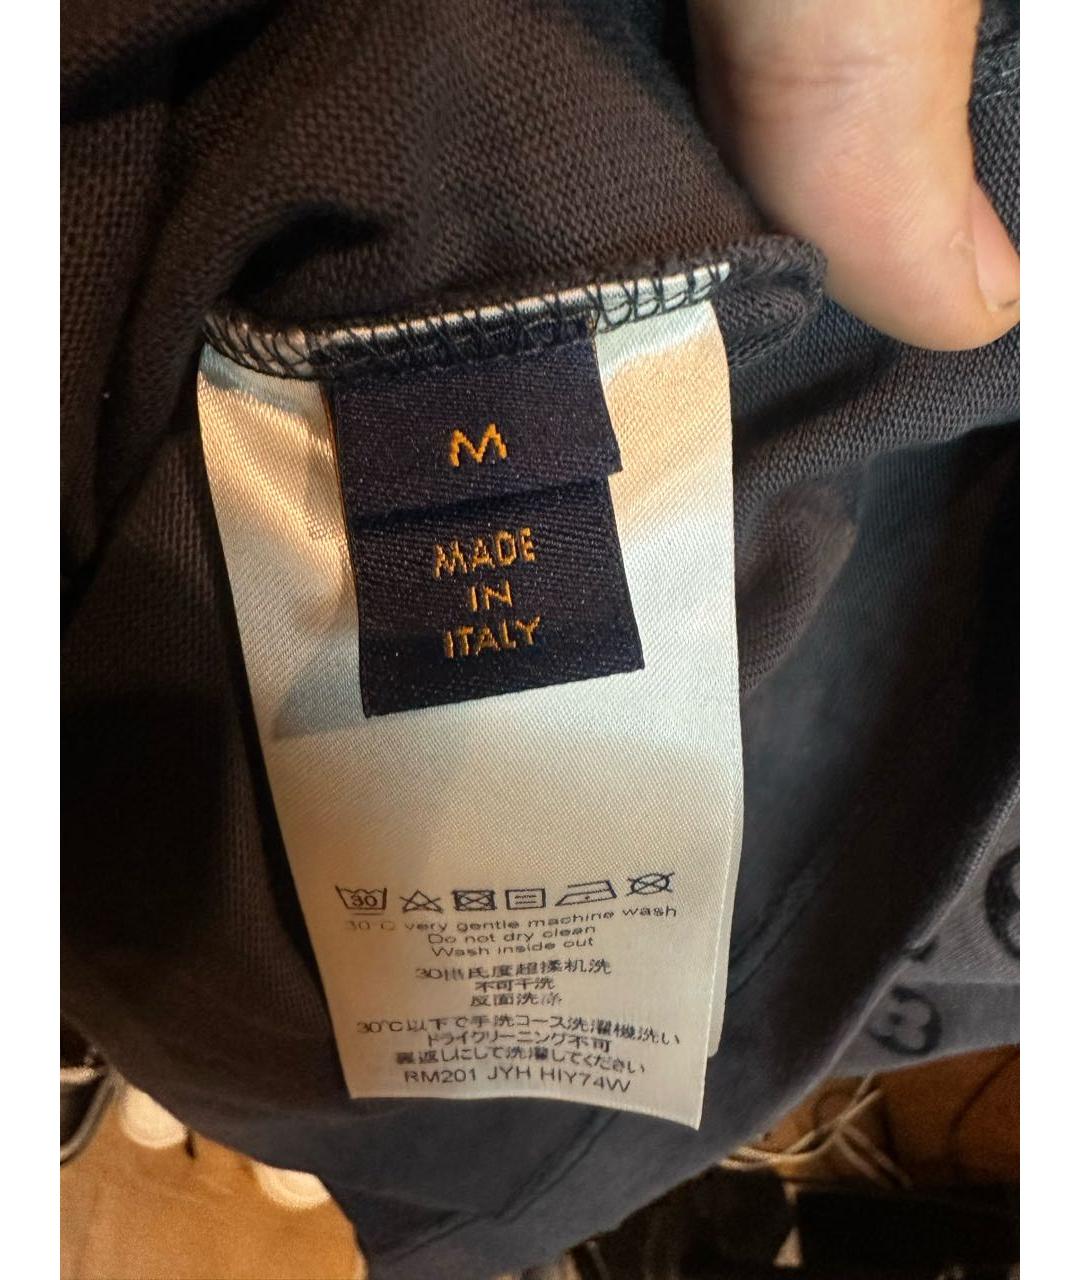 M
MADE
IN
ITALY
30
30°C very gentle machine wash
Do not dry clean
Wash inside out
30摄氏度超揉机洗
不可干洗
反面洗涤
30℃以下で手洗コース洗濯機洗い
ドライクリーニング不可
裏返しにして洗濯してください
RM201 JYH HIY74W